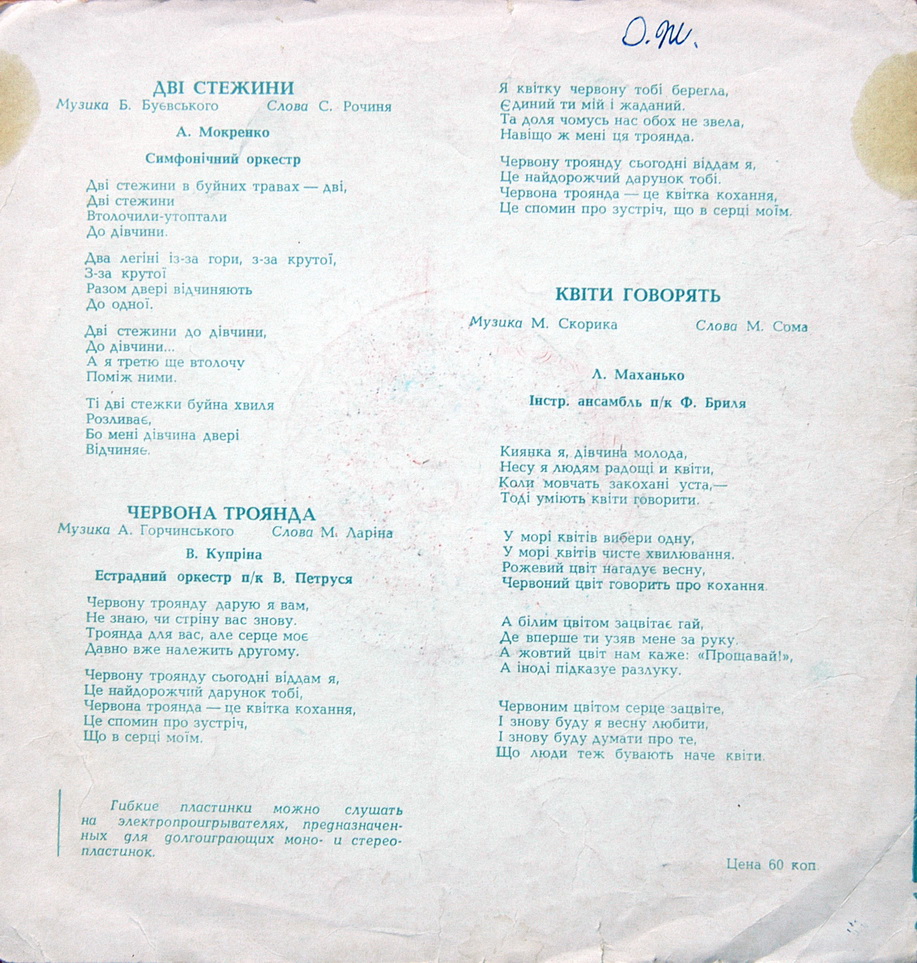 О.Ж.
ДВІ СТЕЖИНИ
Музика Б. Буєвського Слова С. Рочиня
А. Мокренко
Симфонічний оркестр
Дві стежини в буйних травах — дві,
Дві стежини
Втолочили-утоптали
До дівчини.
Два легіні із-за гори, з-за крутої,
З-за крутої
Разом двері відчиняють
До одної.
Дві стежини до дівчини,
До дівчини...
А я третю ще втолочу
Поміж ними.
Ті дві стежки буйна хвиля
Розливає,
Бо мені дівчина двері
Відчиняє.
ЧЕРВОНА ТРОЯНДА
Музика А. Горчинського Слова М. Ларіна
В. Купріна
Естрадний оркестр п/к В. Петруся
Червону троянду дарую я вам,
Не знаю, чи стріну вас знову.
Троянда для вас, але серце моє
Давно вже належить другому.
Червону троянду сьогодні віддам я,
Це найдорожчий дарунок тобі,
Червона троянда — це квітка кохання,
Це спомин про зустріч,
Що в серці моїм.
Гибкие пластинки можно слушать
на электропроигрывателях, предназначен-
ных для долгоиграющих моно- и стерео-
пластинок.
Я квітку червону тобі берегла,
Єдиний ти мій і жаданий.
Та доля чомусь нас обох не звела,
Навіщо ж мені ця троянда.
Червону троянду сьогодні віддам я,
Це найдорожчий дарунок тобі.
Червона троянда — це квітка кохання,
Це спомин про зустріч, що в серці моїм.
КВІТИ ГОВОРЯТЬ
Музика М. Скорика Слова М. Сома
Л. Маханько
Інстр. ансамбль п/к Ф. Бриля
Киянка я, дівчина молода,
Несу я людям радощі и квіти,
Коли мовчать закохані уста,—
Тоді уміють квіти говорити.
У морі квітів вибери одну,
У морі квітів чисте хвилювання.
Рожевий цвіт нагадує весну,
Червоний цвіт говорить про кохання.
А білим цвітом зацвітає гай,
Де вперше ти узяв мене за руку.
А жовтий цвіт нам каже: «Прощавай!»,
А іноді підказує разлуку.
Червоним цвітом серце зацвіте,
І знову буду я весну любити,
І знову буду думати про те,
Що люди теж бувають наче квіти.
Цена 60 коп.